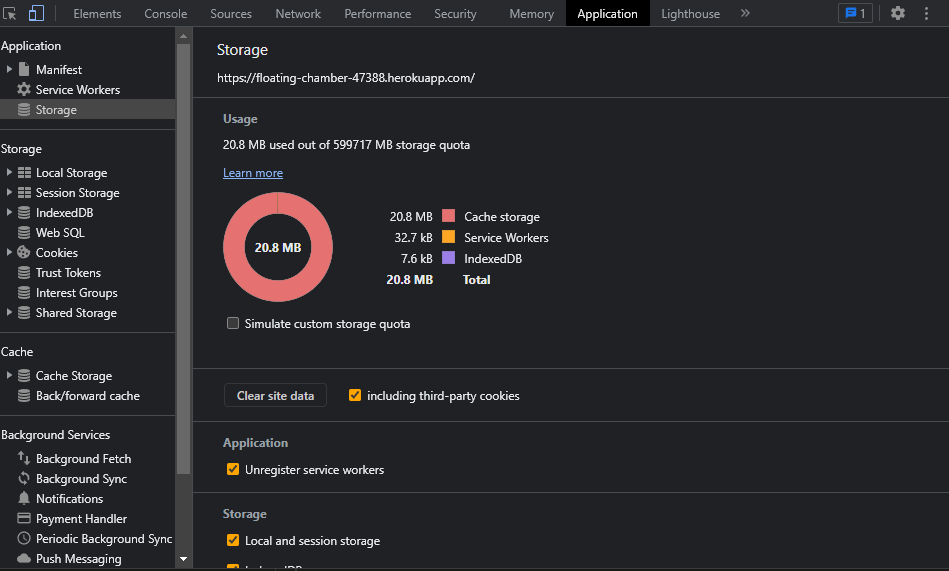 Elements Console Sources Network Performance Security Memory Application Lighthouse » 1
Application
Manifest
Service Workers
Storage
Storage
Local Storage
Session Storage
IndexedDB
Web SQL
Cookies
Trust Tokens
Interest Groups
Shared Storage
Cache
Cache Storage
Back/forward cache
Background Services
Background Fetch
Background Sync
Notifications
Payment Handler
Periodic Background Sync
Push Messaging
Storage
https://floating-chamber-47388.herokuapp.com/
Usage
20.8 MB used out of 599717 MB storage quota
Learn more
20.8 MB
20.8 MB Cache storage
32.7 kB Service Workers
7.6 kB IndexedDB
20.8 MB Total
Simulate custom storage quota
Clear site data including third-party cookies
Application
Unregister service workers
Storage
Local and session storage
IndexedDB